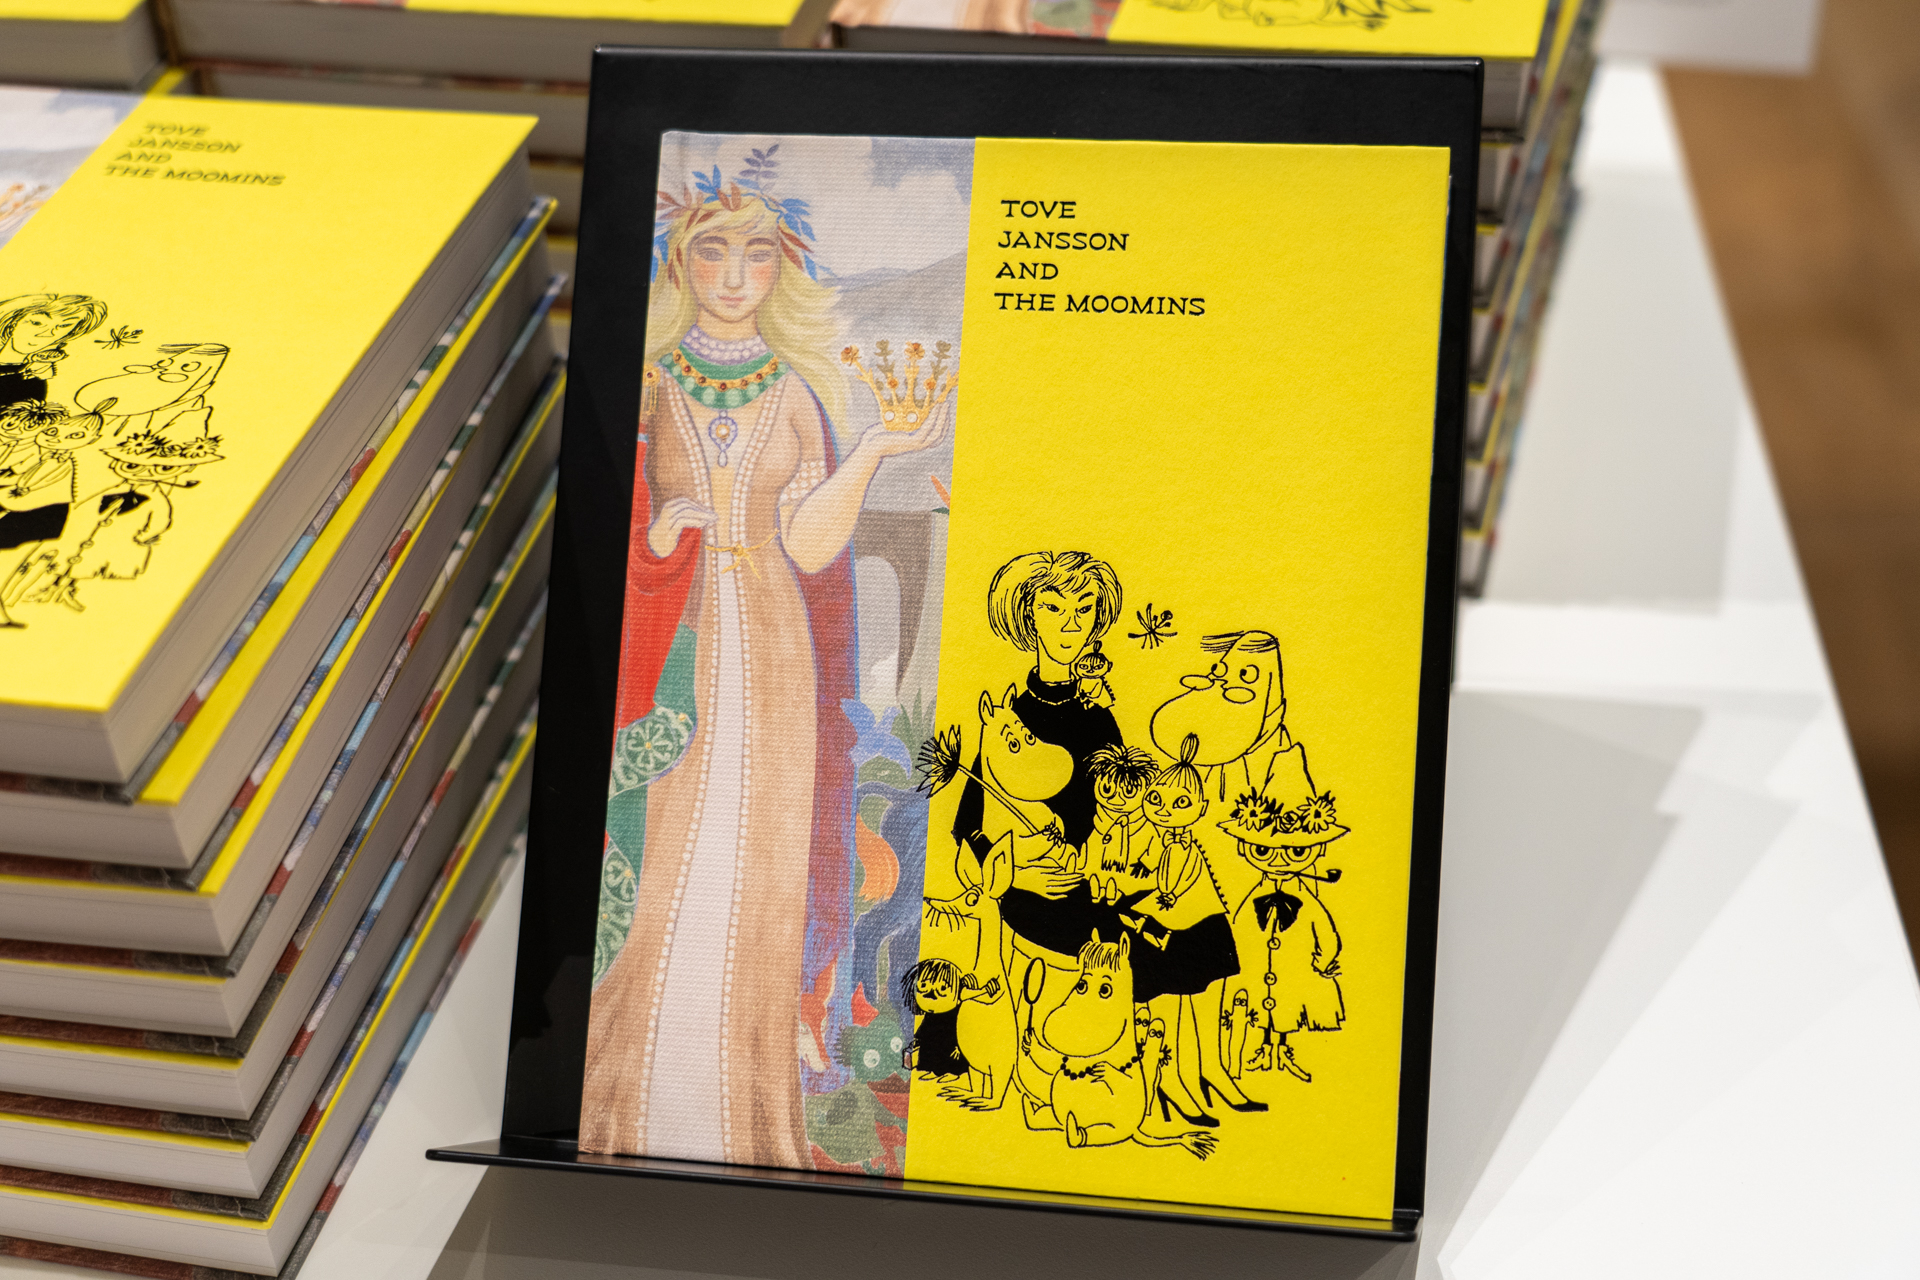 TOVE
JANSSON
AND
THE MOOMINS
TOVE
JANSSON
AND
THE MOOMINS